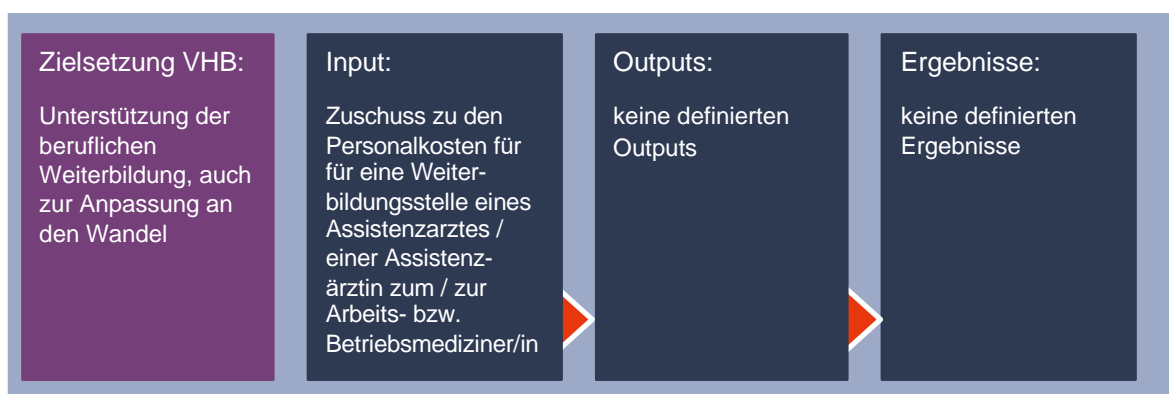 Zielsetzung VHB:
Unterstützung der
beruflichen
Weiterbildung, auch
zur Anpassung an
den Wandel
Input:
Zuschuss zu den
Personalkosten für
für eine Weiter-
bildungsstelle eines
Assistenzarztes /
einer Assistenz-
ärztin zum / zur
Arbeits- bzw.
Betriebsmediziner/in
Outputs:
keine definierten
Outputs
Ergebnisse:
keine definierten
Ergebnisse